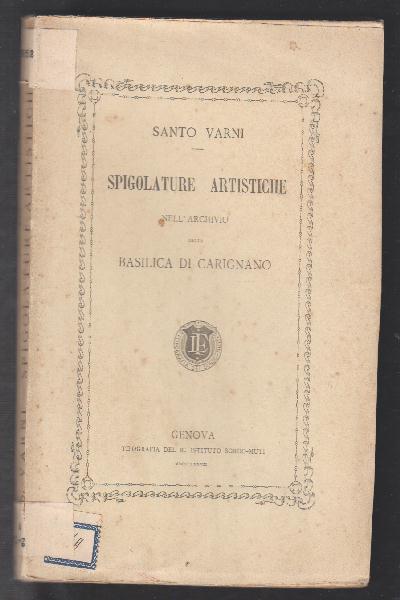 SANTO VARNI
SPIGOLATURE ARTISTICHE
NELL'ARCHIVIO
DELLA
BASILICA DI CARIGNANO
GENOVA
TIPOGRAFIA DEL R. ISTITUTO SORDO-MUTI